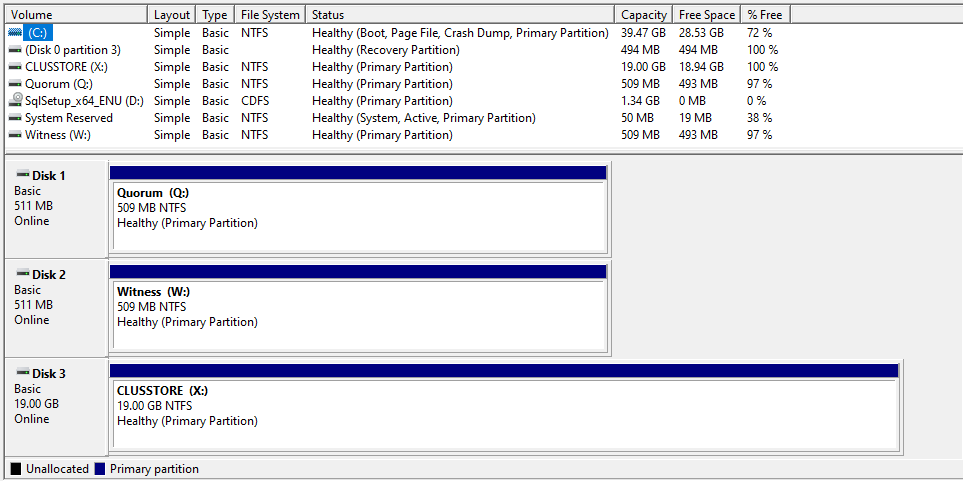 Volume Layout Type File System Status Capacity Free Space % Free
(C:) Simple Basic NTFS Healthy (Boot, Page File, Crash Dump, Primary Partition) 39.47 GB 28.53 GB 72 %
(Disk 0 partition 3) Simple Basic Healthy (Recovery Partition) 494 MB 494 MB 100 %
CLUSSTORE (X:) Simple Basic NTFS Healthy (Primary Partition) 19.00 GB 18.94 GB 100 %
Quorum (Q:) Simple Basic NTFS Healthy (Primary Partition) 509 MB 493 MB 97 %
SqlSetup_x64_ENU (D:) Simple Basic CDFS Healthy (Primary Partition) 1.34 GB 0 MB 0 %
System Reserved Simple Basic NTFS Healthy (System, Active, Primary Partition) 50 MB 19 MB 38 %
Witness (W:) Simple Basic NTFS Healthy (Primary Partition) 509 MB 493 MB 97 %
Disk 1
Basic
511 MB
Online
Quorum (Q:)
509 MB NTFS
Healthy (Primary Partition)
Disk 2
Basic
511 MB
Online
Witness (W:)
509 MB NTFS
Healthy (Primary Partition)
Disk 3
Basic
19.00 GB
Online
CLUSSTORE (X:)
19.00 GB NTFS
Healthy (Primary Partition)
Unallocated Primary partition